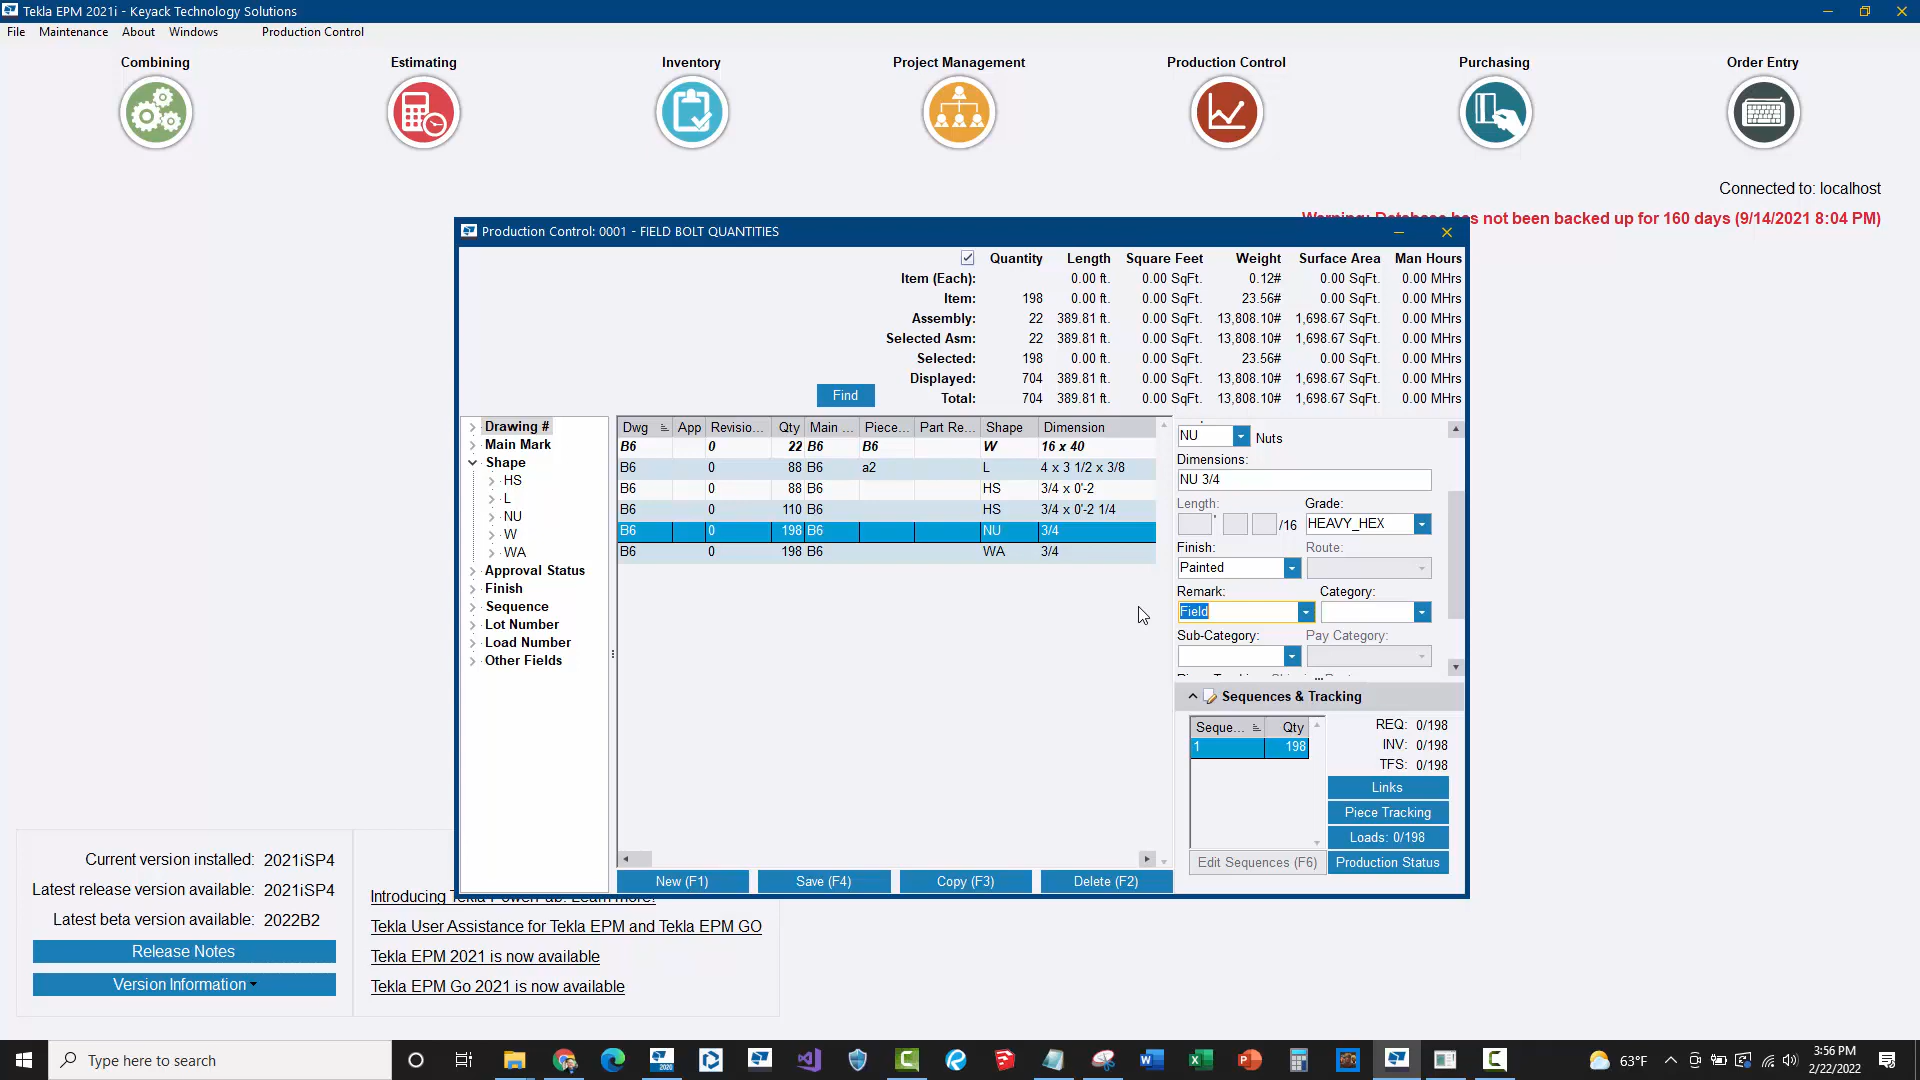 Tekla EPM 2021i - Keyack Technology Solutions
File Maintenance About Windows Production Control
Combining Estimating Inventory Project Management Production Control Purchasing Order Entry
Connected to: localhost
Warning: Database has not been backed up for 160 days (9/14/2021 8:04 PM)
Production Control: 0001 - FIELD BOLT QUANTITIES
Quantity Length Square Feet Weight Surface Area Man Hours
Item (Each): 0.00 ft. 0.00 SqFt. 0.12# 0.00 SqFt. 0.00 MHrs
Item: 198 0.00 ft. 0.00 SqFt. 23.56# 0.00 SqFt. 0.00 MHrs
Assembly: 22 389.81 ft. 0.00 SqFt. 13,808.10# 1,698.67 SqFt. 0.00 MHrs
Selected Asm: 22 389.81 ft. 0.00 SqFt. 13,808.10# 1,698.67 SqFt. 0.00 MHrs
Selected: 198 0.00 ft. 0.00 SqFt. 23.56# 0.00 SqFt. 0.00 MHrs
Displayed: 704 389.81 ft. 0.00 SqFt. 13,808.10# 1,698.67 SqFt. 0.00 MHrs
Find Total: 704 389.81 ft. 0.00 SqFt. 13,808.10# 1,698.67 SqFt. 0.00 MHrs
Drawing #
Main Mark
Shape
HS
L
NU
W
WA
Approval Status
Finish
Sequence
Lot Number
Load Number
Other Fields
Dwg App Revisio... Qty Main ... Piece... Part Re... Shape Dimension
B6 0 22 B6 B6 W 16 x 40
B6 0 88 B6 a2 L 4 x 3 1/2 x 3/8
B6 0 88 B6 HS 3/4 x 0'-2
B6 0 110 B6 HS 3/4 x 0'-2 1/4
B6 0 198 B6 NU 3/4
B6 0 198 B6 WA 3/4
New (F1) Save (F4) Copy (F3) Delete (F2)
NU Nuts
Dimensions:
NU 3/4
Length: Grade:
' /16 HEAVY_HEX
Finish: Route:
Painted
Remark: Category:
Field
Sub-Category: Pay Category:
Sequences & Tracking
Seque... Qty
1 198
REQ: 0/198
INV: 0/198
TFS: 0/198
Links
Piece Tracking
Loads: 0/198
Edit Sequences (F6) Production Status
Current version installed: 2021iSP4
Latest release version available: 2021iSP4
Latest beta version available: 2022B2
Release Notes
Version Information
Introducing Tekla PowerFab. Learn more!
Tekla User Assistance for Tekla EPM and Tekla EPM GO
Tekla EPM 2021 is now available
Tekla EPM Go 2021 is now available
Type here to search
2020
63°F
3:56 PM
2/22/2022